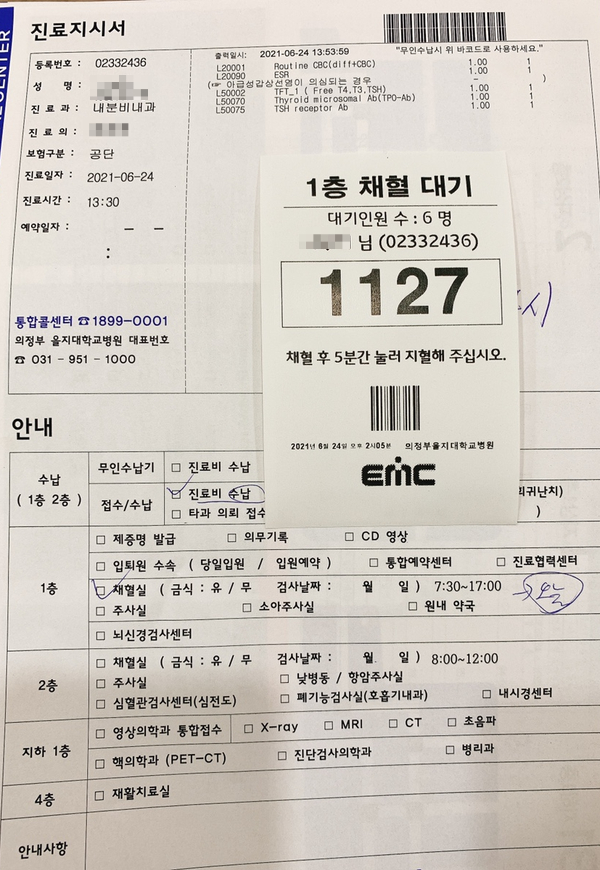 ECENTER
진료지시서
"무인수납시 위 바코드로 사용하세요."
출력일시: 2021-06-24 13:53:59
등록번호 : 02332436
성 명 :
진 료 과 : 내분비내과
진 료 의 :
보험구분 : 공단
진료일자 : 2021-06-24
진료시간 : 13:30
예약일자 : － －
:
L20001 Routine CBC(diff+CBC) 1.00 1
L20090 ESR 1.00 1
(☞ 아급성갑상선염이 의심되는 경우 - )
L50002 TFT_1 ( Free T4,T3,TSH) 1.00 1
L50070 Thyroid microsomal Ab(TPO-Ab) 1.00 1
L50075 TSH receptor Ab 1.00 1
통합콜센터 ☎1899-0001
의정부 을지대학교병원 대표번호
☎ 031 - 951 - 1000
1층 채혈 대기
대기인원 수 : 6 명
님 (02332436)
1127
채혈 후 5분간 눌러 지혈해 주십시오.
2021년 6월 24일 오후 2시05분 의정부을지대학교병원
EMC
시
안내
수납
( 1층 2층 )
무인수납기 □ 진료비 수납
접수/수납 □ 진료비 수납 희귀난치)
□ 타과 의뢰 접수 )
1층
□ 제증명 발급 □ 의무기록 □ CD 영상
□ 입퇴원 수속 ( 당일입원 / 입원예약 ) □ 통합예약센터 □ 진료협력센터
□ 채혈실 ( 금식 : 유 / 무 검사날짜 : 월 일 ) 7:30~17:00 오늘
□ 주사실 □ 소아주사실 □ 원내 약국
□ 뇌신경검사센터
2층
□ 채혈실 ( 금식 : 유 / 무 검사날짜 : 월 일 ) 8:00~12:00
□ 주사실 □ 낮병동 / 항암주사실
□ 심혈관검사센터(심전도) □ 폐기능검사실(호흡기내과) □ 내시경센터
지하 1층
□ 영상의학과 통합접수 □ X-ray □ MRI □ CT □ 초음파
□ 핵의학과 (PET-CT) □ 진단검사의학과 □ 병리과
4층 □ 재활치료실
안내사항